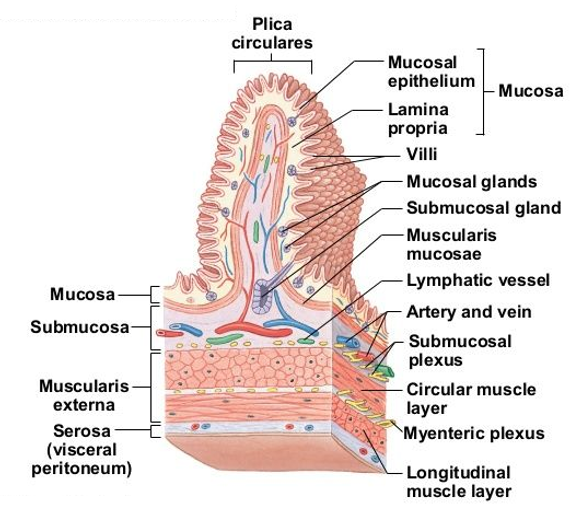 Plica
circulares
Mucosal
epithelium
Mucosa
Lamina
propria
Villi
Mucosal glands
Submucosal gland
Muscularis
mucosae
Lymphatic vessel
Artery and vein
Submucosal
plexus
Circular muscle
layer
Myenteric plexus
Longitudinal
muscle layer
Mucosa
Submucosa
Muscularis
externa
Serosa
(visceral
peritoneum)